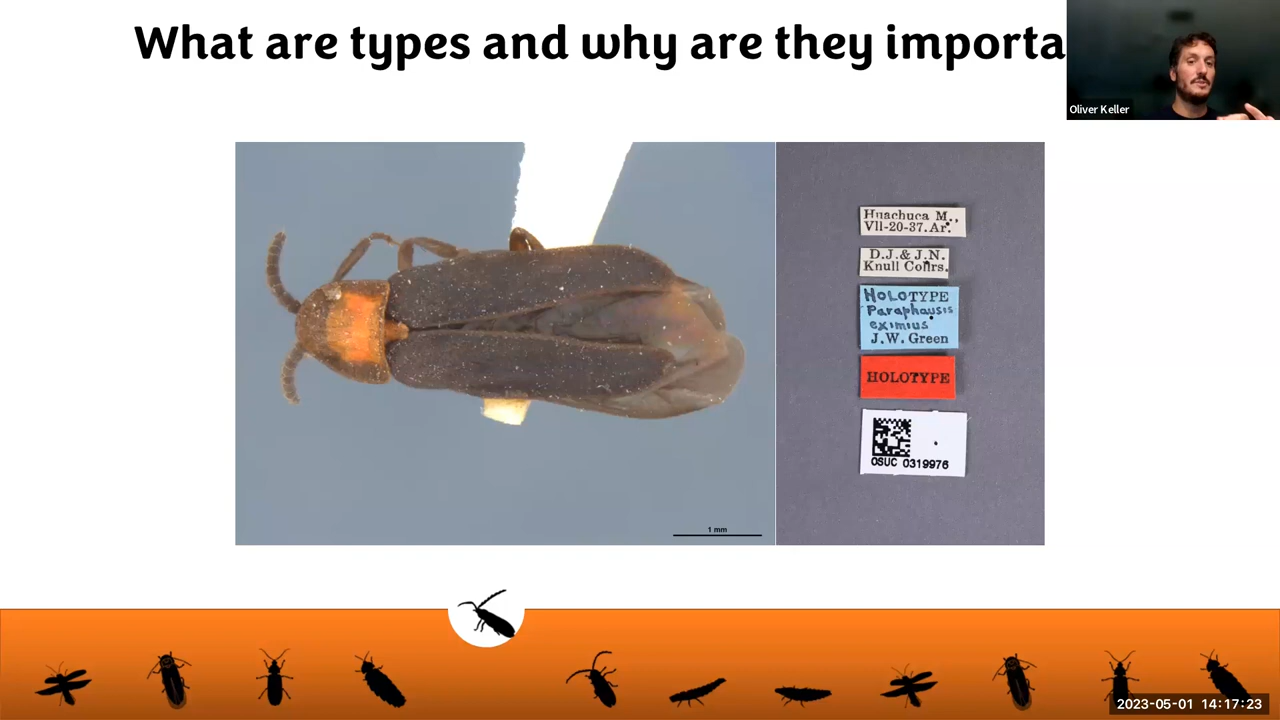 What are types and why are they importa
Oliver Keller
Huachuca M.,
VII-20-37. Ar.
D.J.& J.N.
Knull Collrs.
HOLOTYPE
Paraphausis
eximius
J.W. Green
HOLOTYPE
OSUC 0319976
1 mm
2023-05-01 14:17:23